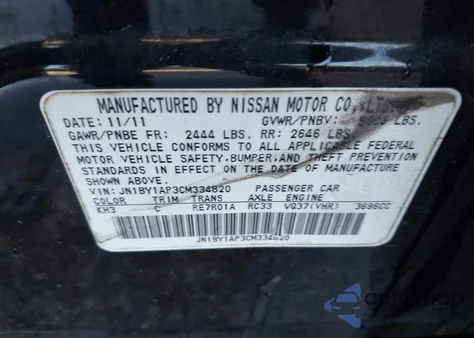 MANUFACTURED BY NISSAN MOTOR CO., LTD.
DATE: 11/11 GVWR/PNBV: LBS.
GAWR/PNBE FR: 2444 LBS. RR: 2646 LBS.
THIS VEHICLE CONFORMS TO ALL APPLICABLE FEDERAL
MOTOR VEHICLE SAFETY, BUMPER, AND THEFT PREVENTION
STANDARDS IN EFFECT ON THE DATE OF MANUFACTURE
SHOWN ABOVE.
VIN: JN1BY1AP3CM334820 PASSENGER CAR
COLOR TRIM TRANS AXLE ENGINE
KH3 C RE7R01A RC33 VQ37(VHR) 3696CC
JN1BY1AP3CM334820